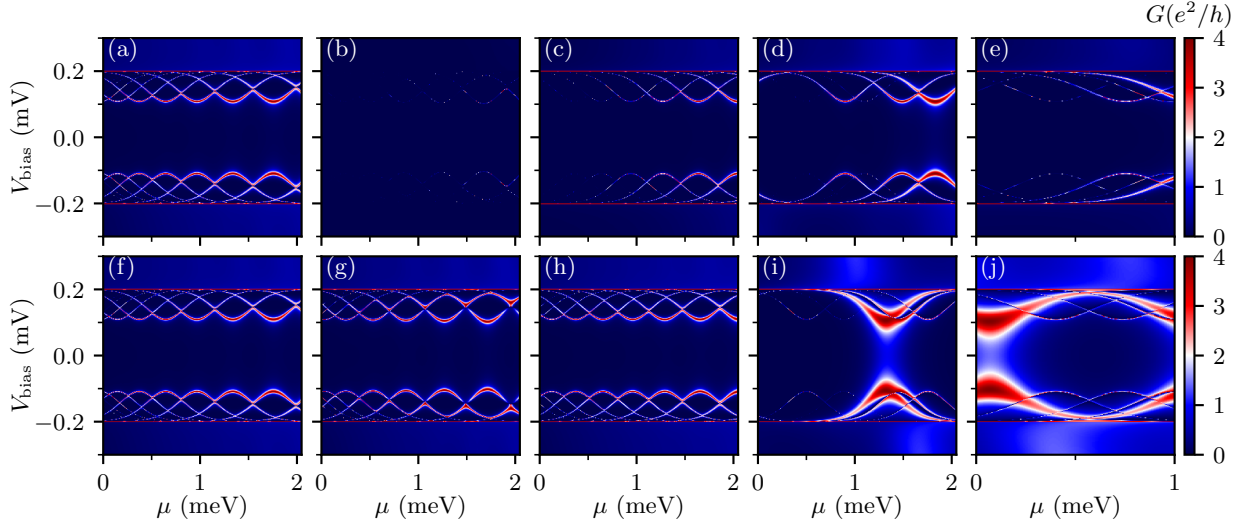 G(e²/h)
(a) (b) (c) (d) (e)
V_bias (mV)
0.2
0.0
−0.2
4
3
2
1
0
(f) (g) (h) (i) (j)
V_bias (mV)
0.2
0.0
−0.2
4
3
2
1
0
0 1 2 0 1 2 0 1 2 0 1 2 0 1
μ (meV) μ (meV) μ (meV) μ (meV) μ (meV)